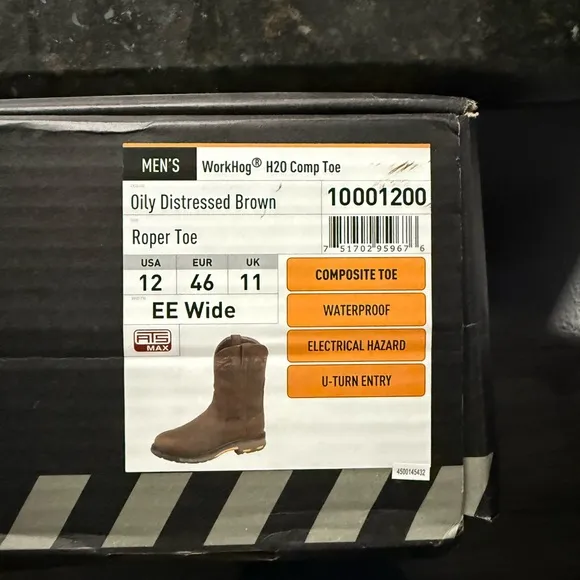 MEN'S WorkHog® H20 Comp Toe
Oily Distressed Brown 10001200
Roper Toe
7 51702 95967 6
USA EUR UK
12 46 11
EE Wide
COMPOSITE TOE
WATERPROOF
ELECTRICAL HAZARD
U-TURN ENTRY
ATS
MAX
4500145432